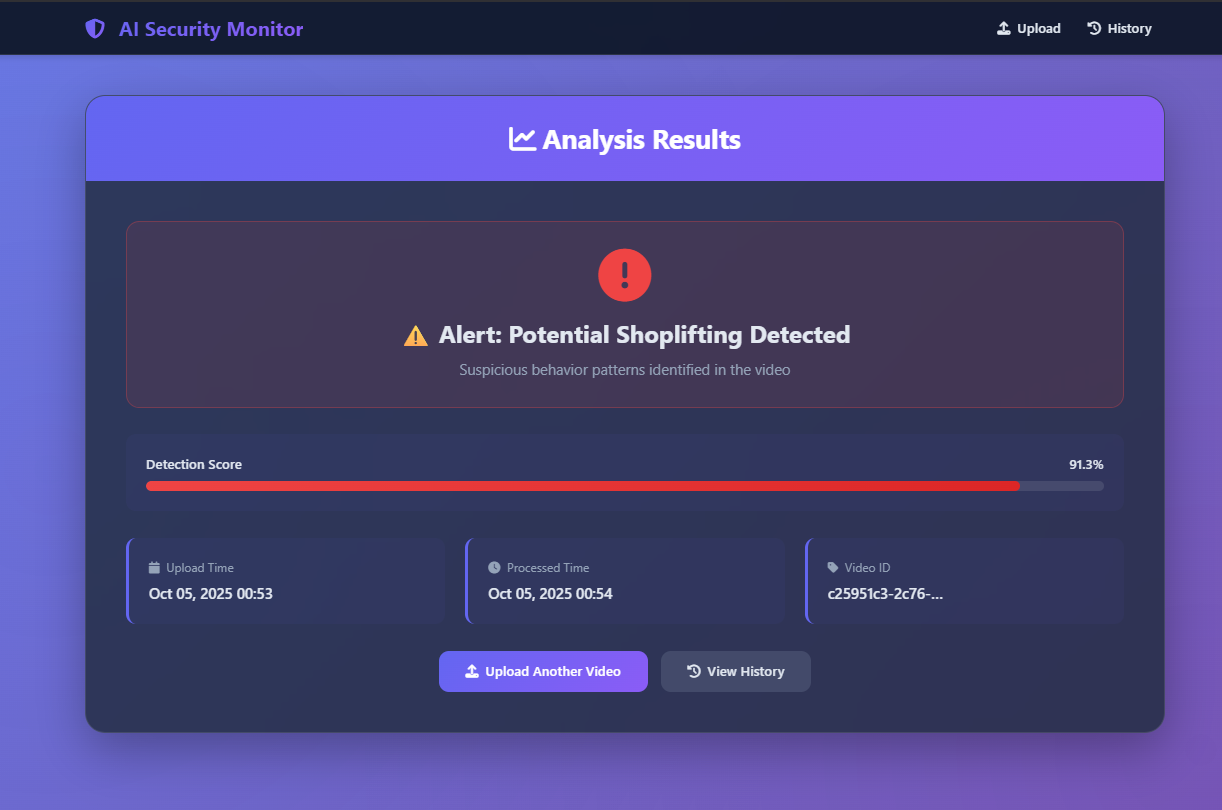 AI Security Monitor
Upload
History
Analysis Results
Alert: Potential Shoplifting Detected
Suspicious behavior patterns identified in the video
Detection Score
91.3%
Upload Time
Oct 05, 2025 00:53
Processed Time
Oct 05, 2025 00:54
Video ID
c25951c3-2c76-...
Upload Another Video
View History